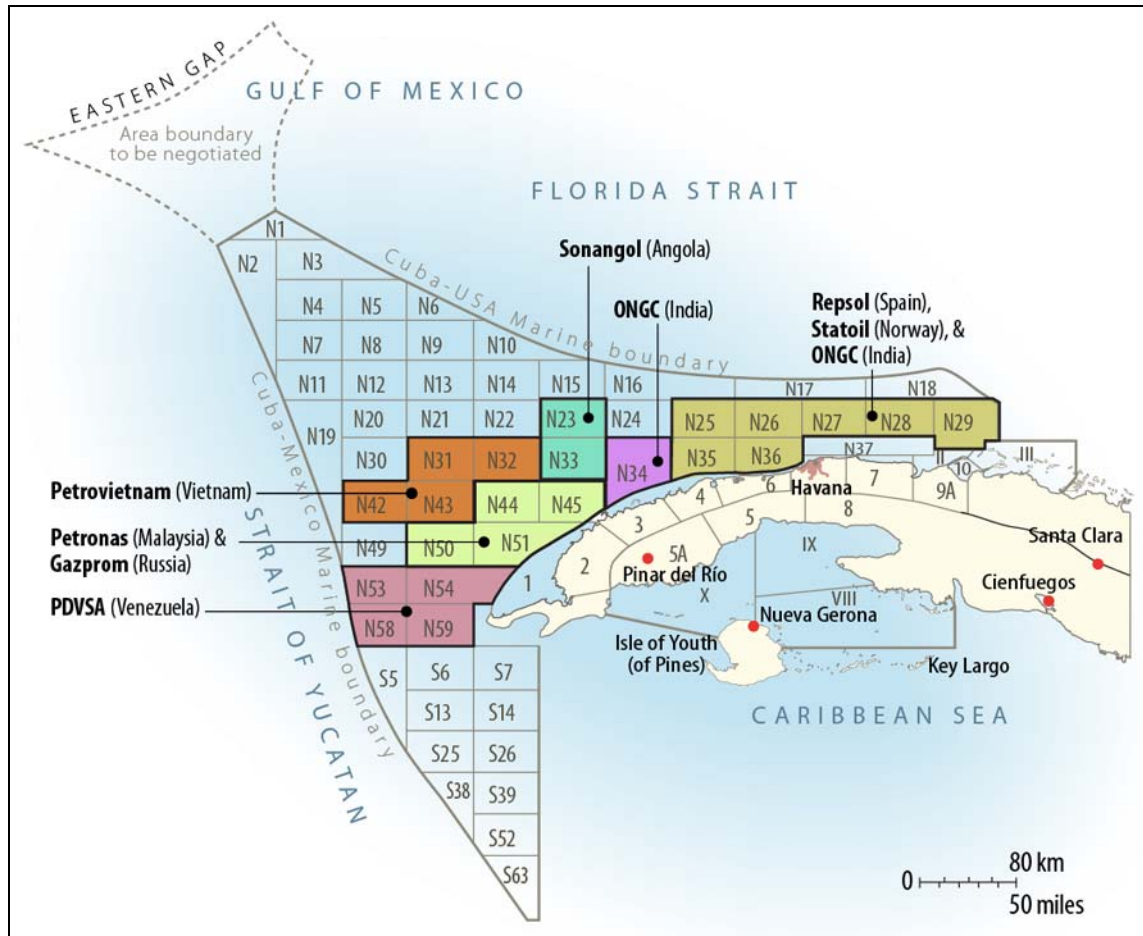 EASTERN GAP
GULF OF MEXICO
Area boundary
to be negotiated
FLORIDA STRAIT
N1
N2
N3
Cuba-USA Marine boundary
Sonangol (Angola)
ONGC (India)
Repsol (Spain),
Statoil (Norway), &
ONGC (India)
N4
N5
N6
N7
N8
N9
N10
N11
N12
N13
N14
N15
N16
N17
N18
N19
N20
N21
N22
N23
N24
N25
N26
N27
N28
N29
N30
N31
N32
N33
N34
N35
N36
N37
II
III
Cuba-Mexico Marine boundary
STRAIT OF YUCATAN
Petrovietnam (Vietnam)
N42
N43
N44
N45
Petronas (Malaysia) &
Gazprom (Russia)
N49
N50
N51
PDVSA (Venezuela)
N53
N54
N58
N59
1
2
3
4
5
5A
6
7
8
9A
10
Havana
Santa Clara
Pinar del Río
Cienfuegos
IX
X
VIII
Nueva Gerona
Isle of Youth
(of Pines)
Key Largo
CARIBBEAN SEA
S5
S6
S7
S13
S14
S25
S26
S38
S39
S52
S63
80 km
0
50 miles